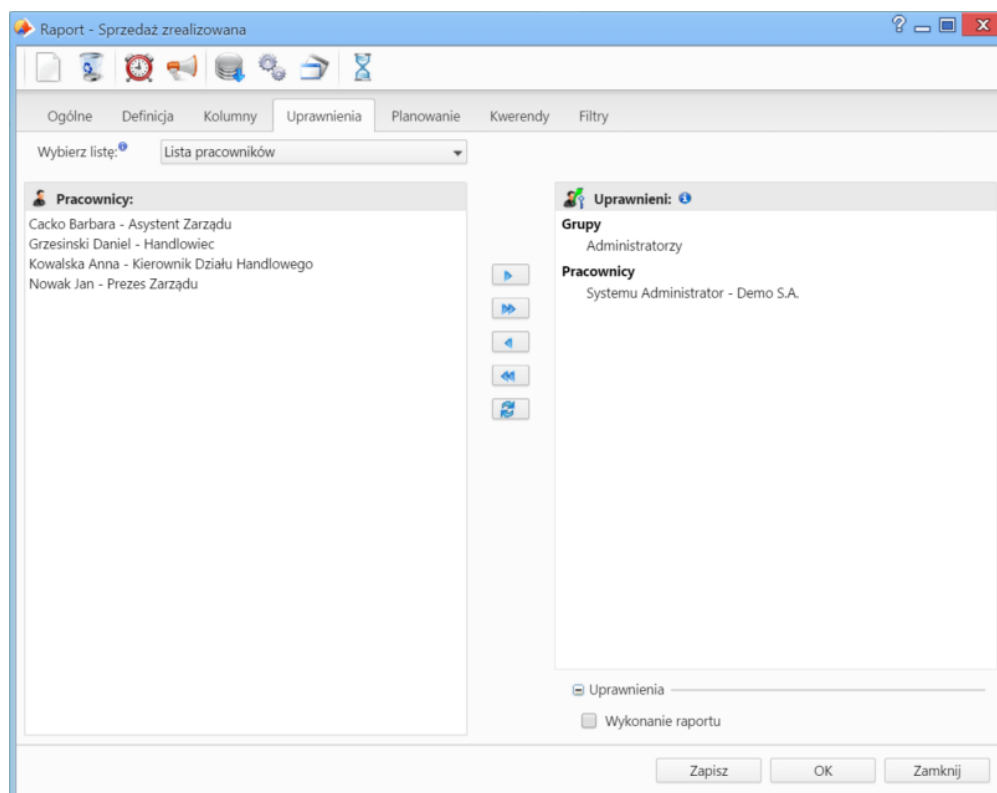 Raport - Sprzedaż zrealizowana
Ogólne Definicja Kolumny Uprawnienia Planowanie Kwerendy Filtry
Wybierz listę: Lista pracowników
Pracownicy:
Cacko Barbara - Asystent Zarządu
Grzesinski Daniel - Handlowiec
Kowalska Anna - Kierownik Działu Handlowego
Nowak Jan - Prezes Zarządu
Uprawnieni:
Grupy
Administratorzy
Pracownicy
Systemu Administrator - Demo S.A.
Uprawnienia
Wykonanie raportu
Zapisz OK Zamknij